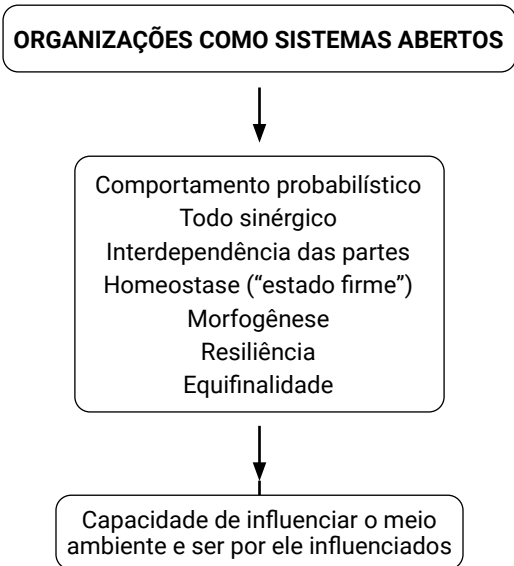 ORGANIZAÇÕES COMO SISTEMAS ABERTOS
Comportamento probabilístico
Todo sinérgico
Interdependência das partes
Homeostase (“estado firme”)
Morfogênese
Resiliência
Equifinalidade
Capacidade de influenciar o meio
ambiente e ser por ele influenciados